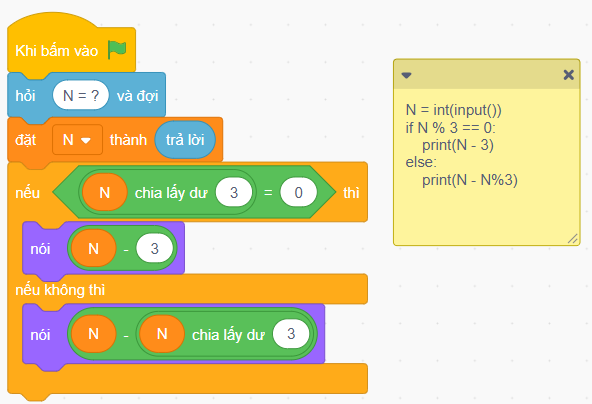 Khi bấm vào
hỏi N = ? và đợi
đặt N thành trả lời
nếu N chia lấy dư 3 = 0 thì
nói N - 3
nếu không thì
nói N - N chia lấy dư 3
N = int(input())
if N % 3 == 0:
print(N - 3)
else:
print(N - N%3)